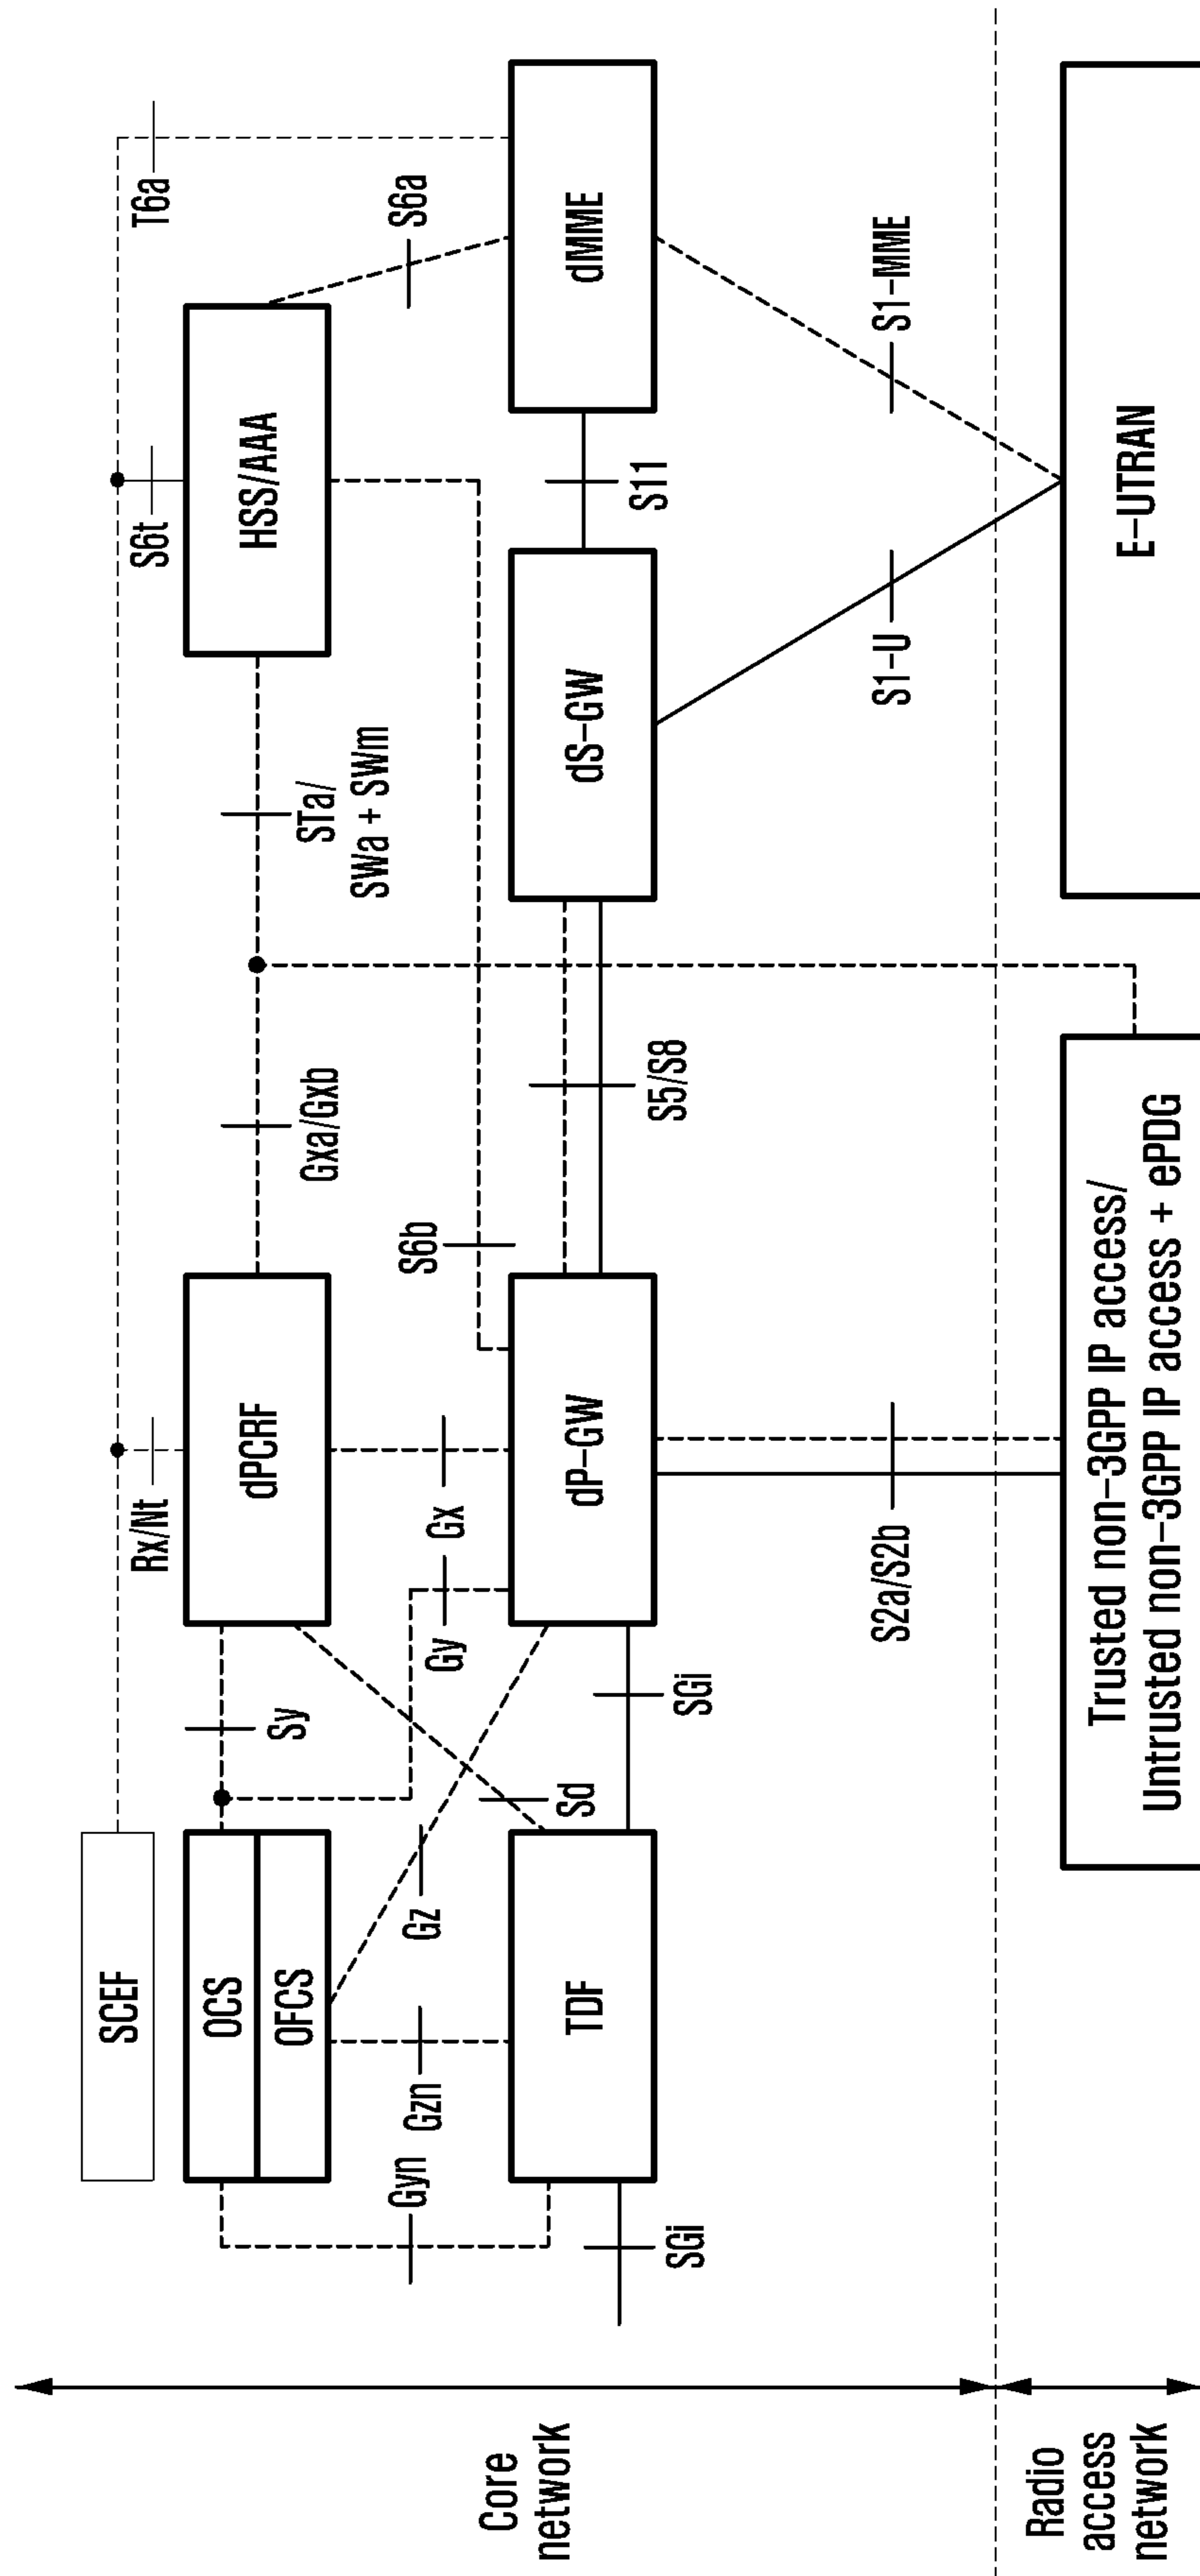 SCEF
T6a
S6t
Rx/Nt
OCS
OFCS
Sy
dPCRF
Gxa/Gxb
STa/
SWa + SWm
HSS/AAA
S6a
Gyn
Gzn
Gz
Gy
Gx
S6b
Sd
TDF
SGi
SGi
dP-GW
S5/S8
dS-GW
S11
dMME
Core
network
S2a/S2b
S1-U
S1-MME
Radio
access
network
Trusted non-3GPP IP access/
Untrusted non-3GPP IP access + ePDG
E-UTRAN